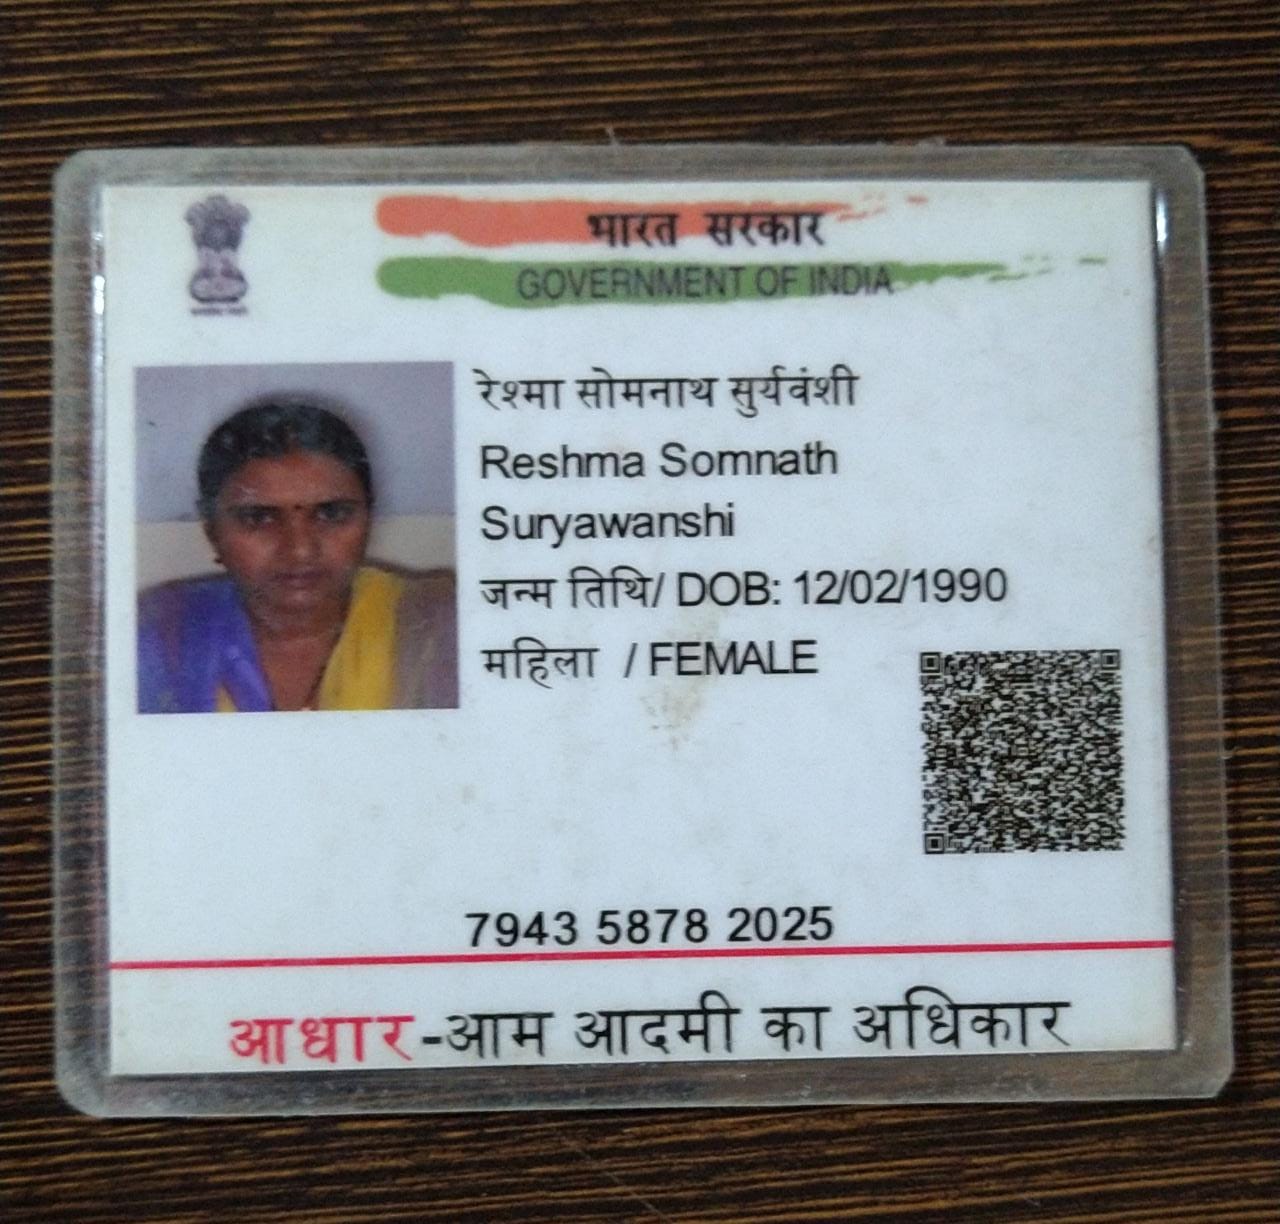 भारत सरकार
GOVERNMENT OF INDIA
रेश्मा सोमनाथ सुर्यवंशी
Reshma Somnath
Suryawanshi
जन्म तिथि/ DOB: 12/02/1990
महिला / FEMALE
7943 5878 2025
आधार-आम आदमी का अधिकार